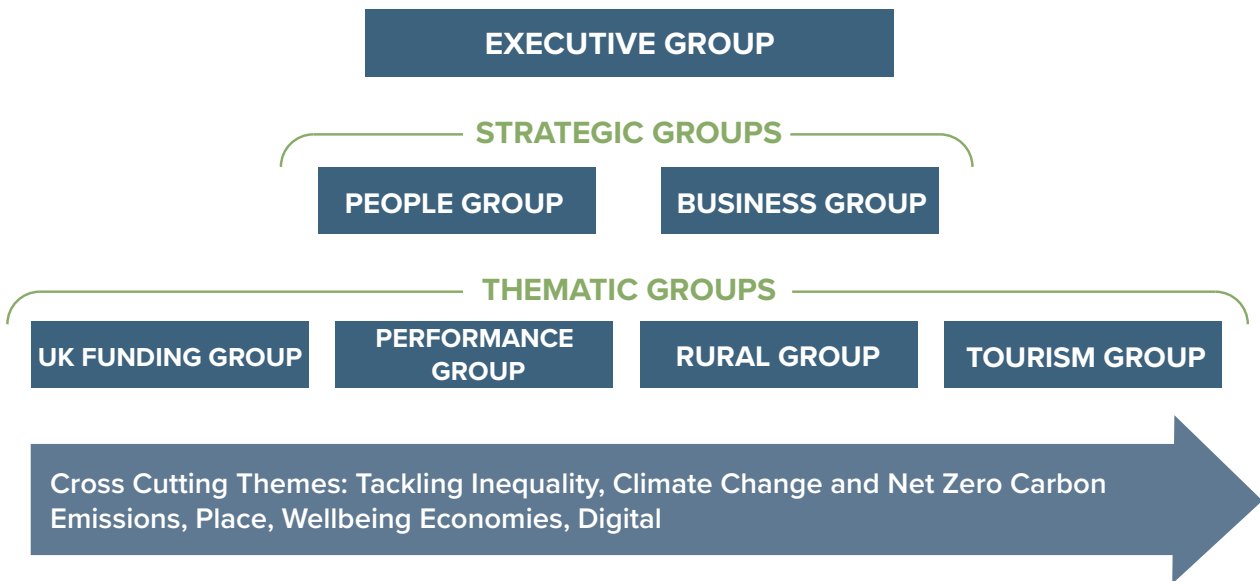 EXECUTIVE GROUP
STRATEGIC GROUPS
PEOPLE GROUP
BUSINESS GROUP
THEMATIC GROUPS
UK FUNDING GROUP
PERFORMANCE
GROUP
RURAL GROUP
TOURISM GROUP
Cross Cutting Themes: Tackling Inequality, Climate Change and Net Zero Carbon
Emissions, Place, Wellbeing Economies, Digital